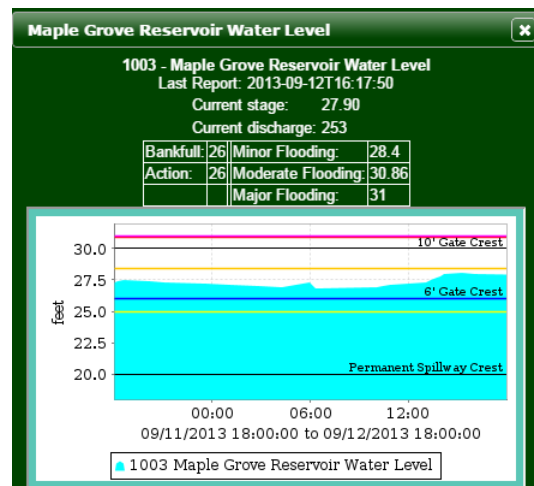 Maple Grove Reservoir Water Level
1003 - Maple Grove Reservoir Water Level
Last Report: 2013-09-12T16:17:50
Current stage: 27.90
Current discharge: 253
Bankfull: 26 Minor Flooding: 28.4
Action: 26 Moderate Flooding: 30.86
Major Flooding: 31
10' Gate Crest
30.0
27.5
6' Gate Crest
feet
25.0
22.5
Permanent Spillway Crest
20.0
00:00 06:00 12:00
09/11/2013 18:00:00 to 09/12/2013 18:00:00
1003 Maple Grove Reservoir Water Level